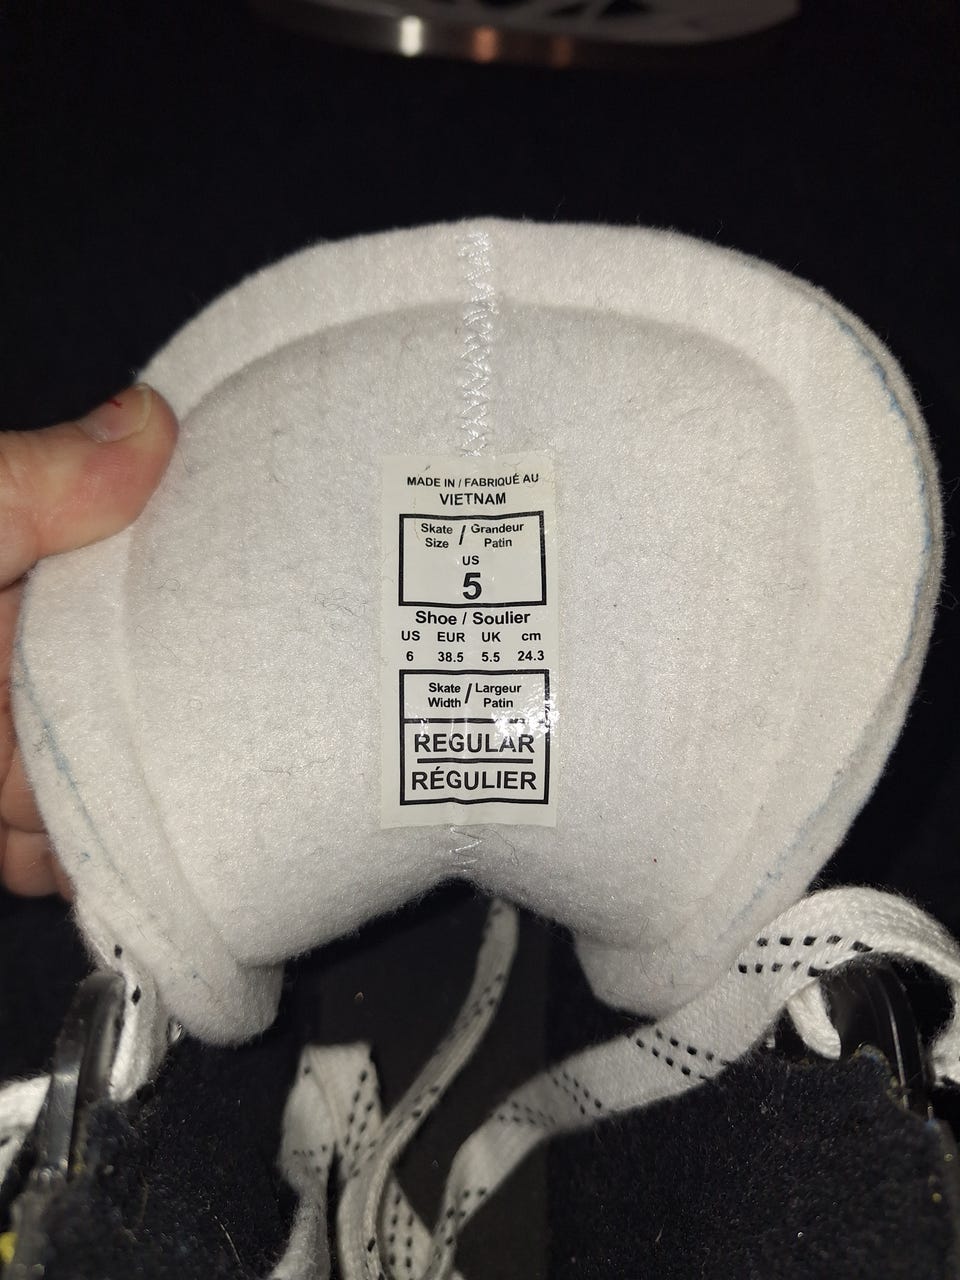 MADE IN / FABRIQUÉ AU
VIETNAM
Skate Size / Grandeur Patin
US
5
Shoe / Soulier
US EUR UK cm
6 38.5 5.5 24.3
Skate Width / Largeur Patin
REGULAR
RÉGULIER